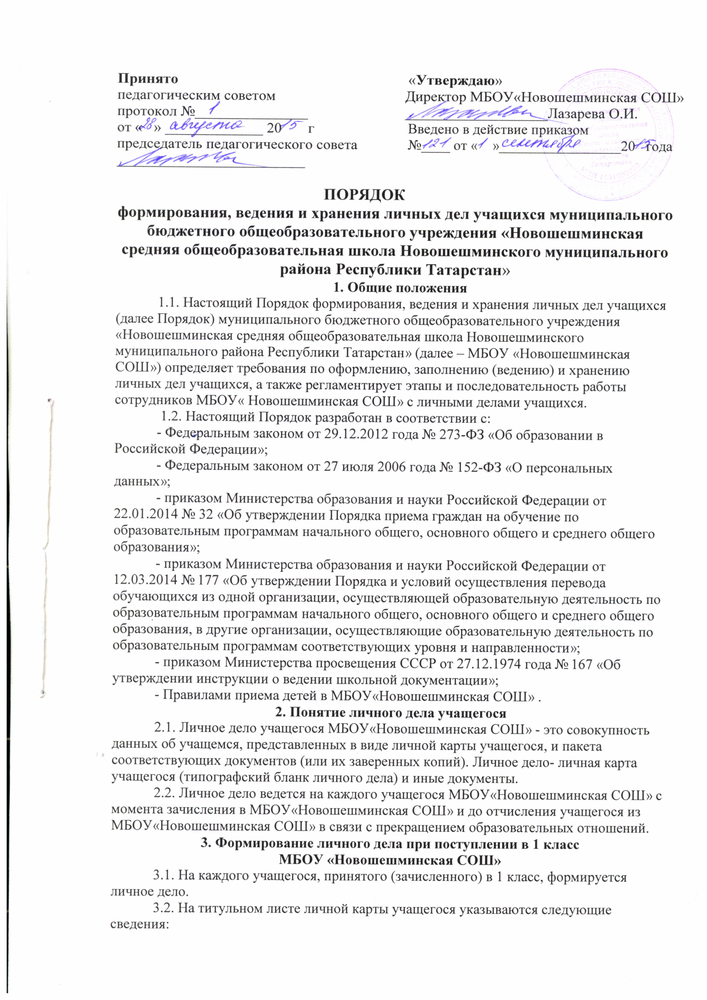 Принято
педагогическим советом
протокол № 1
от «28» августа 2015 г
председатель педагогического совета
«Утверждаю»
Директор МБОУ«Новошешминская СОШ»
Лазарева О.И.
Введено в действие приказом
№ 121 от «1 » сентября 2015 года
ПОРЯДОК
формирования, ведения и хранения личных дел учащихся муниципального
бюджетного общеобразовательного учреждения «Новошешминская
средняя общеобразовательная школа Новошешминского муниципального
района Республики Татарстан»
1. Общие положения
1.1. Настоящий Порядок формирования, ведения и хранения личных дел учащихся
(далее Порядок) муниципального бюджетного общеобразовательного учреждения
«Новошешминская средняя общеобразовательная школа Новошешминского
муниципального района Республики Татарстан» (далее – МБОУ «Новошешминская
СОШ») определяет требования по оформлению, заполнению (ведению) и хранению
личных дел учащихся, а также регламентирует этапы и последовательность работы
сотрудников МБОУ« Новошешминская СОШ» с личными делами учащихся.
1.2. Настоящий Порядок разработан в соответствии с:
- Федеральным законом от 29.12.2012 года № 273-ФЗ «Об образовании в
Российской Федерации»;
- Федеральным законом от 27 июля 2006 года № 152-ФЗ «О персональных
данных»;
- приказом Министерства образования и науки Российской Федерации от
22.01.2014 № 32 «Об утверждении Порядка приема граждан на обучение по
образовательным программам начального общего, основного общего и среднего общего
образования»;
- приказом Министерства образования и науки Российской Федерации от
12.03.2014 № 177 «Об утверждении Порядка и условий осуществления перевода
обучающихся из одной организации, осуществляющей образовательную деятельность по
образовательным программам начального общего, основного общего и среднего общего
образования, в другие организации, осуществляющие образовательную деятельность по
образовательным программам соответствующих уровня и направленности»;
- приказом Министерства просвещения СССР от 27.12.1974 года № 167 «Об
утверждении инструкции о ведении школьной документации»;
- Правилами приема детей в МБОУ«Новошешминская СОШ» .
2. Понятие личного дела учащегося
2.1. Личное дело учащегося МБОУ«Новошешминская СОШ» - это совокупность
данных об учащемся, представленных в виде личной карты учащегося, и пакета
соответствующих документов (или их заверенных копий). Личное дело- личная карта
учащегося (типографский бланк личного дела) и иные документы.
2.2. Личное дело ведется на каждого учащегося МБОУ«Новошешминская СОШ» с
момента зачисления в МБОУ«Новошешминская СОШ» и до отчисления учащегося из
МБОУ«Новошешминская СОШ» в связи с прекращением образовательных отношений.
3. Формирование личного дела при поступлении в 1 класс
МБОУ «Новошешминская СОШ»
3.1. На каждого учащегося, принятого (зачисленного) в 1 класс, формируется
личное дело.
3.2. На титульном листе личной карты учащегося указываются следующие
сведения: